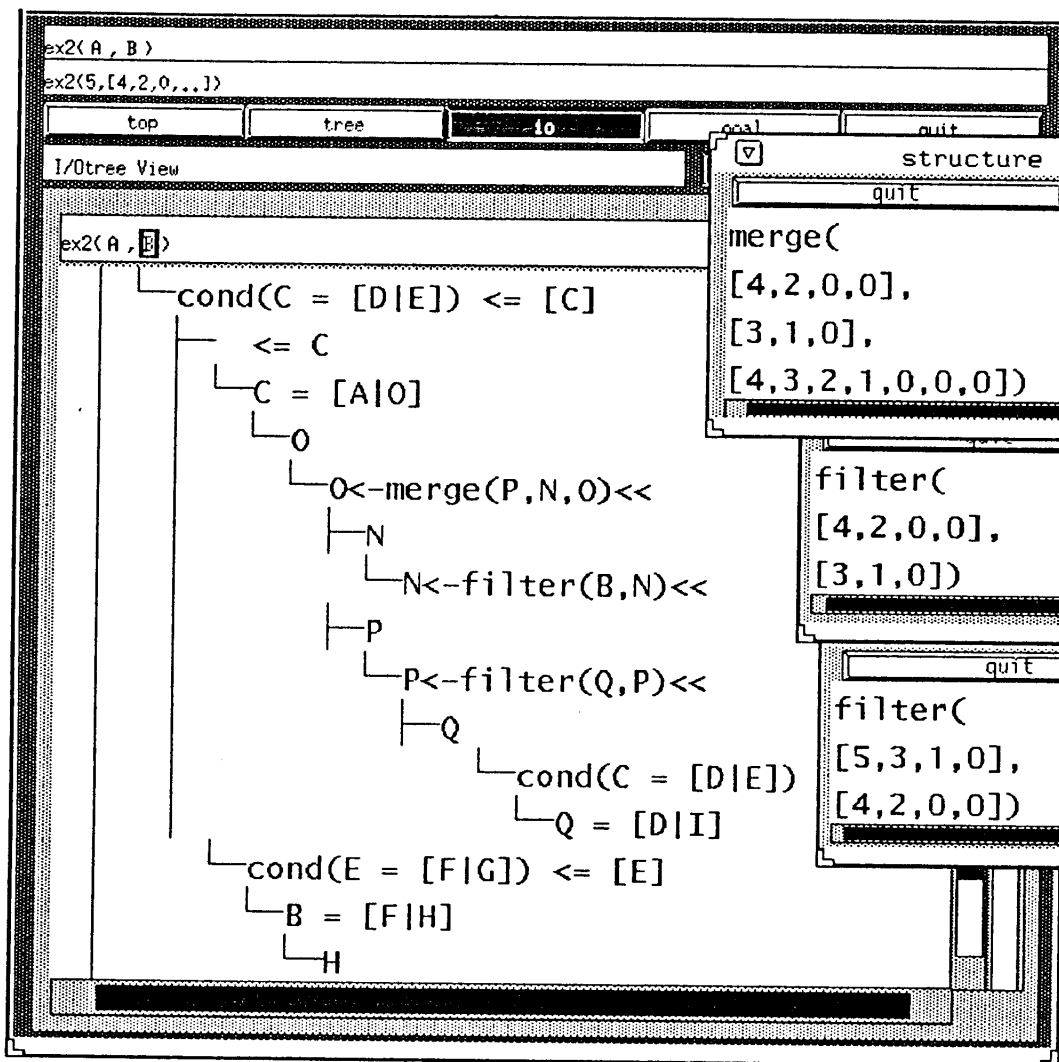 ex2( A , B )
ex2(5,[4,2,0,..])
top tree io goal quit
I/Otree View
ex2( A , B )
cond(C = [D|E]) <= [C]
<= C
C = [A|O]
O
O<-merge(P,N,O)<<
N
N<-filter(B,N)<<
P
P<-filter(Q,P)<<
Q
cond(C = [D|E])
Q = [D|I]
cond(E = [F|G]) <= [E]
B = [F|H]
H
structure
quit
merge(
[4,2,0,0],
[3,1,0],
[4,3,2,1,0,0,0])
quit
filter(
[4,2,0,0],
[3,1,0])
quit
filter(
[5,3,1,0],
[4,2,0,0])